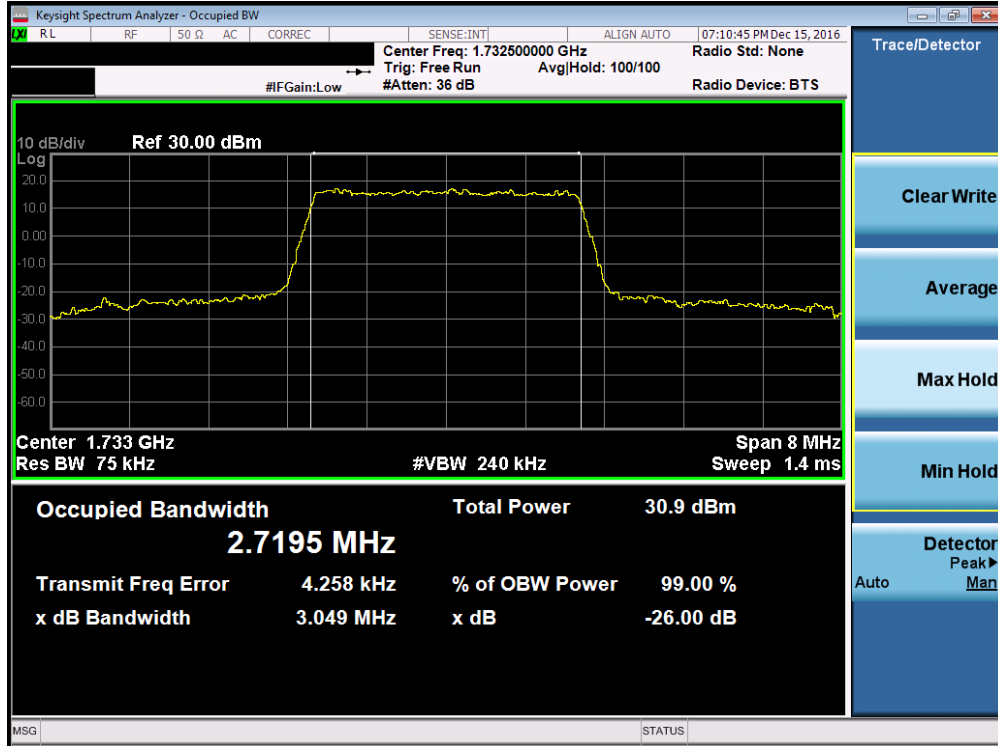 Keysight Spectrum Analyzer - Occupied BW
LXI RL RF 50 Ω AC CORREC SENSE:INT ALIGN AUTO 07:10:45 PM Dec 15, 2016
Center Freq: 1.732500000 GHz Radio Std: None
Trig: Free Run Avg|Hold: 100/100
#IFGain:Low #Atten: 36 dB Radio Device: BTS
Trace/Detector
10 dB/div Ref 30.00 dBm
Log
20.0
10.0
0.00
-10.0
-20.0
-30.0
-40.0
-50.0
-60.0
Center 1.733 GHz Span 8 MHz
Res BW 75 kHz #VBW 240 kHz Sweep 1.4 ms
Occupied Bandwidth Total Power 30.9 dBm
2.7195 MHz
Transmit Freq Error 4.258 kHz % of OBW Power 99.00 %
x dB Bandwidth 3.049 MHz x dB -26.00 dB
Clear Write
Average
Max Hold
Min Hold
Detector
Peak
Auto Man
MSG STATUS